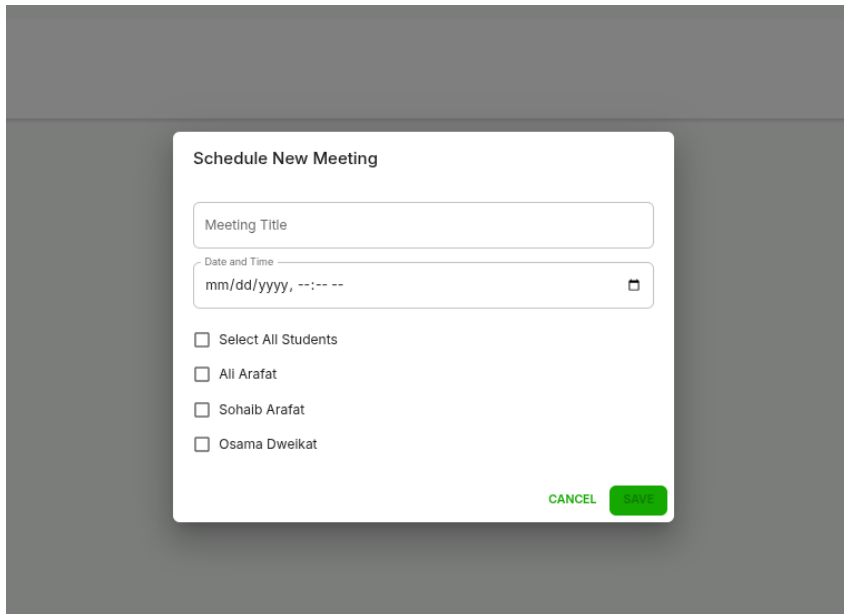 Schedule New Meeting
Meeting Title
Date and Time
mm/dd/yyyy, --:-- --
Select All Students
Ali Arafat
Sohaib Arafat
Osama Dweikat
CANCEL SAVE